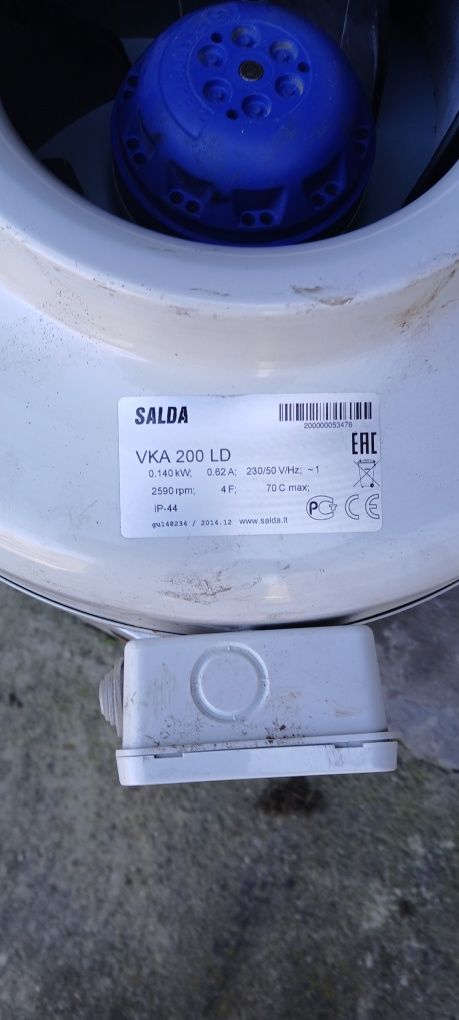 SALDA
200000053476
VKA 200 LD
EAC
0.140 kW; 0.62 A; 230/50 V/Hz; ~1
2590 rpm; 4 F; 70 C max;
IP-44
gu148234 / 2014.12 www.salda.lt